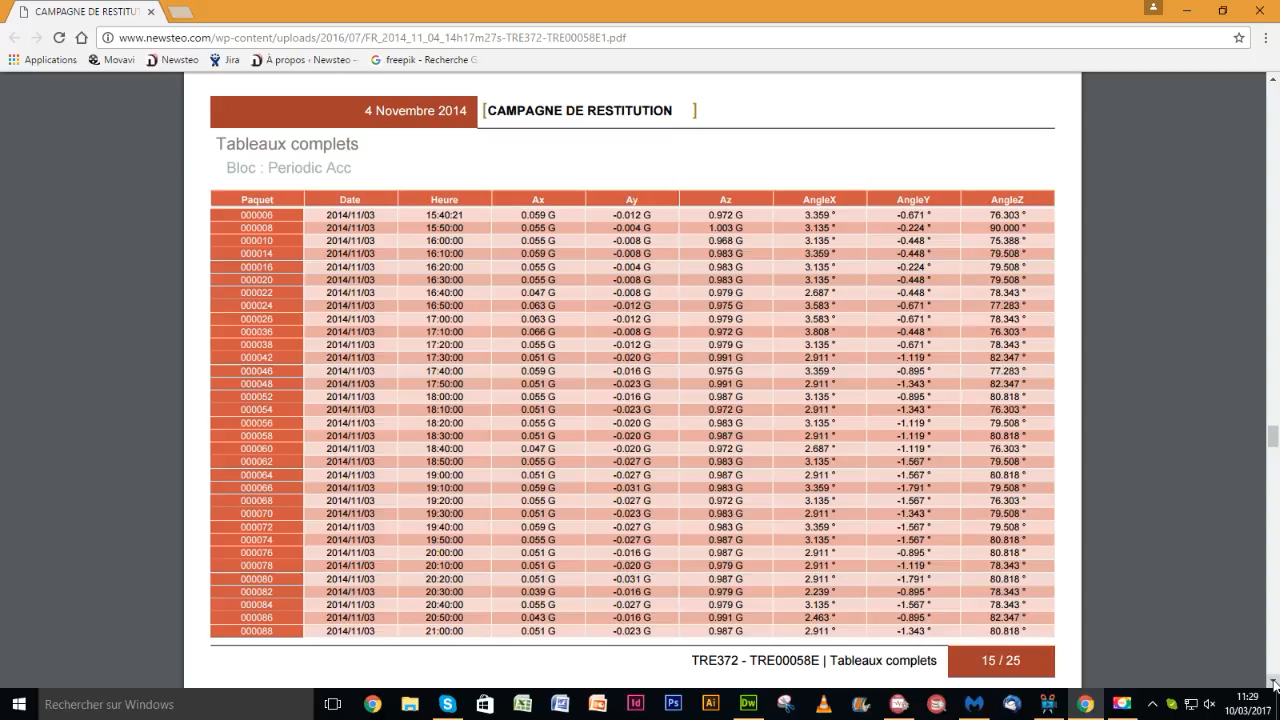 CAMPAGNE DE RESTITUT
www.newsteo.com/wp-content/uploads/2016/07/FR_2014_11_04_14h17m27s-TRE372-TRE00058E1.pdf
Applications Movavi Newsteo Jira À propos ‹ Newsteo – freepik - Recherche G
4 Novembre 2014 [CAMPAGNE DE RESTITUTION ]
Tableaux complets
Bloc : Periodic Acc
Paquet Date Heure Ax Ay Az AngleX AngleY AngleZ
000006 2014/11/03 15:40:21 0.059 G -0.012 G 0.972 G 3.359 ° -0.671 ° 76.303 °
000008 2014/11/03 15:50:00 0.055 G -0.004 G 1.003 G 3.135 ° -0.224 ° 90.000 °
000010 2014/11/03 16:00:00 0.055 G -0.008 G 0.968 G 3.135 ° -0.448 ° 75.388 °
000014 2014/11/03 16:10:00 0.059 G -0.008 G 0.983 G 3.359 ° -0.448 ° 79.508 °
000016 2014/11/03 16:20:00 0.055 G -0.004 G 0.983 G 3.135 ° -0.224 ° 79.508 °
000020 2014/11/03 16:30:00 0.055 G -0.008 G 0.983 G 3.135 ° -0.448 ° 79.508 °
000022 2014/11/03 16:40:00 0.047 G -0.008 G 0.979 G 2.687 ° -0.448 ° 78.343 °
000024 2014/11/03 16:50:00 0.063 G -0.012 G 0.975 G 3.583 ° -0.671 ° 77.283 °
000026 2014/11/03 17:00:00 0.063 G -0.012 G 0.979 G 3.583 ° -0.671 ° 78.343 °
000036 2014/11/03 17:10:00 0.066 G -0.008 G 0.972 G 3.808 ° -0.448 ° 76.303 °
000038 2014/11/03 17:20:00 0.055 G -0.012 G 0.979 G 3.135 ° -0.671 ° 78.343 °
000042 2014/11/03 17:30:00 0.051 G -0.020 G 0.991 G 2.911 ° -1.119 ° 82.347 °
000046 2014/11/03 17:40:00 0.059 G -0.016 G 0.975 G 3.359 ° -0.895 ° 77.283 °
000048 2014/11/03 17:50:00 0.051 G -0.023 G 0.991 G 2.911 ° -1.343 ° 82.347 °
000052 2014/11/03 18:00:00 0.055 G -0.016 G 0.987 G 3.135 ° -0.895 ° 80.818 °
000054 2014/11/03 18:10:00 0.051 G -0.023 G 0.972 G 2.911 ° -1.343 ° 76.303 °
000056 2014/11/03 18:20:00 0.055 G -0.020 G 0.983 G 3.135 ° -1.119 ° 79.508 °
000058 2014/11/03 18:30:00 0.051 G -0.020 G 0.987 G 2.911 ° -1.119 ° 80.818 °
000060 2014/11/03 18:40:00 0.047 G -0.020 G 0.972 G 2.687 ° -1.119 ° 76.303 °
000062 2014/11/03 18:50:00 0.055 G -0.027 G 0.983 G 3.135 ° -1.567 ° 79.508 °
000064 2014/11/03 19:00:00 0.051 G -0.027 G 0.987 G 2.911 ° -1.567 ° 80.818 °
000066 2014/11/03 19:10:00 0.059 G -0.031 G 0.983 G 3.359 ° -1.791 ° 79.508 °
000068 2014/11/03 19:20:00 0.055 G -0.027 G 0.972 G 3.135 ° -1.567 ° 76.303 °
000070 2014/11/03 19:30:00 0.051 G -0.023 G 0.983 G 2.911 ° -1.343 ° 79.508 °
000072 2014/11/03 19:40:00 0.059 G -0.027 G 0.983 G 3.359 ° -1.567 ° 79.508 °
000074 2014/11/03 19:50:00 0.055 G -0.027 G 0.987 G 3.135 ° -1.567 ° 80.818 °
000076 2014/11/03 20:00:00 0.051 G -0.016 G 0.987 G 2.911 ° -0.895 ° 80.818 °
000078 2014/11/03 20:10:00 0.051 G -0.020 G 0.979 G 2.911 ° -1.119 ° 78.343 °
000080 2014/11/03 20:20:00 0.051 G -0.031 G 0.987 G 2.911 ° -1.791 ° 80.818 °
000082 2014/11/03 20:30:00 0.039 G -0.016 G 0.979 G 2.239 ° -0.895 ° 78.343 °
000084 2014/11/03 20:40:00 0.055 G -0.027 G 0.979 G 3.135 ° -1.567 ° 78.343 °
000086 2014/11/03 20:50:00 0.043 G -0.016 G 0.991 G 2.463 ° -0.895 ° 82.347 °
000088 2014/11/03 21:00:00 0.051 G -0.023 G 0.987 G 2.911 ° -1.343 ° 80.818 °
TRE372 - TRE00058E | Tableaux complets 15 / 25
Rechercher sur Windows
Id Ps Ai Dw
11:29
10/03/2017